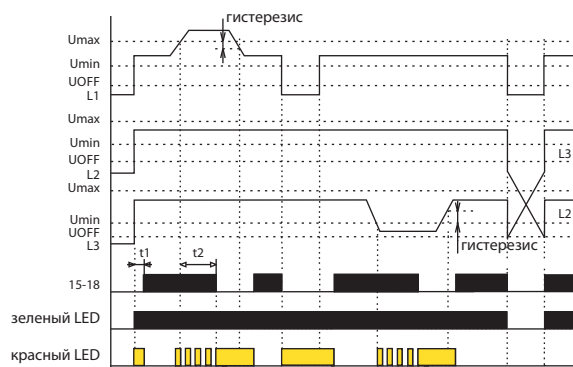 гистерезис
Umax
Umin
UOFF
L1
Umax
Umin
UOFF
L2
L3
Umax
Umin
UOFF
L3
L2
гистерезис
t1
t2
15-18
зеленый LED
красный LED